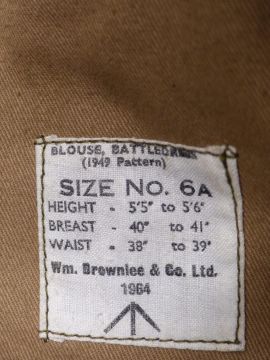 BLOUSE, BATTLEDRESS
(1949 Pattern)
SIZE No. 6A
HEIGHT - 5'5" to 5'6"
BREAST - 40" to 41"
WAIST - 38" to 39"
Wm. Brownlee & Co. Ltd.
1964